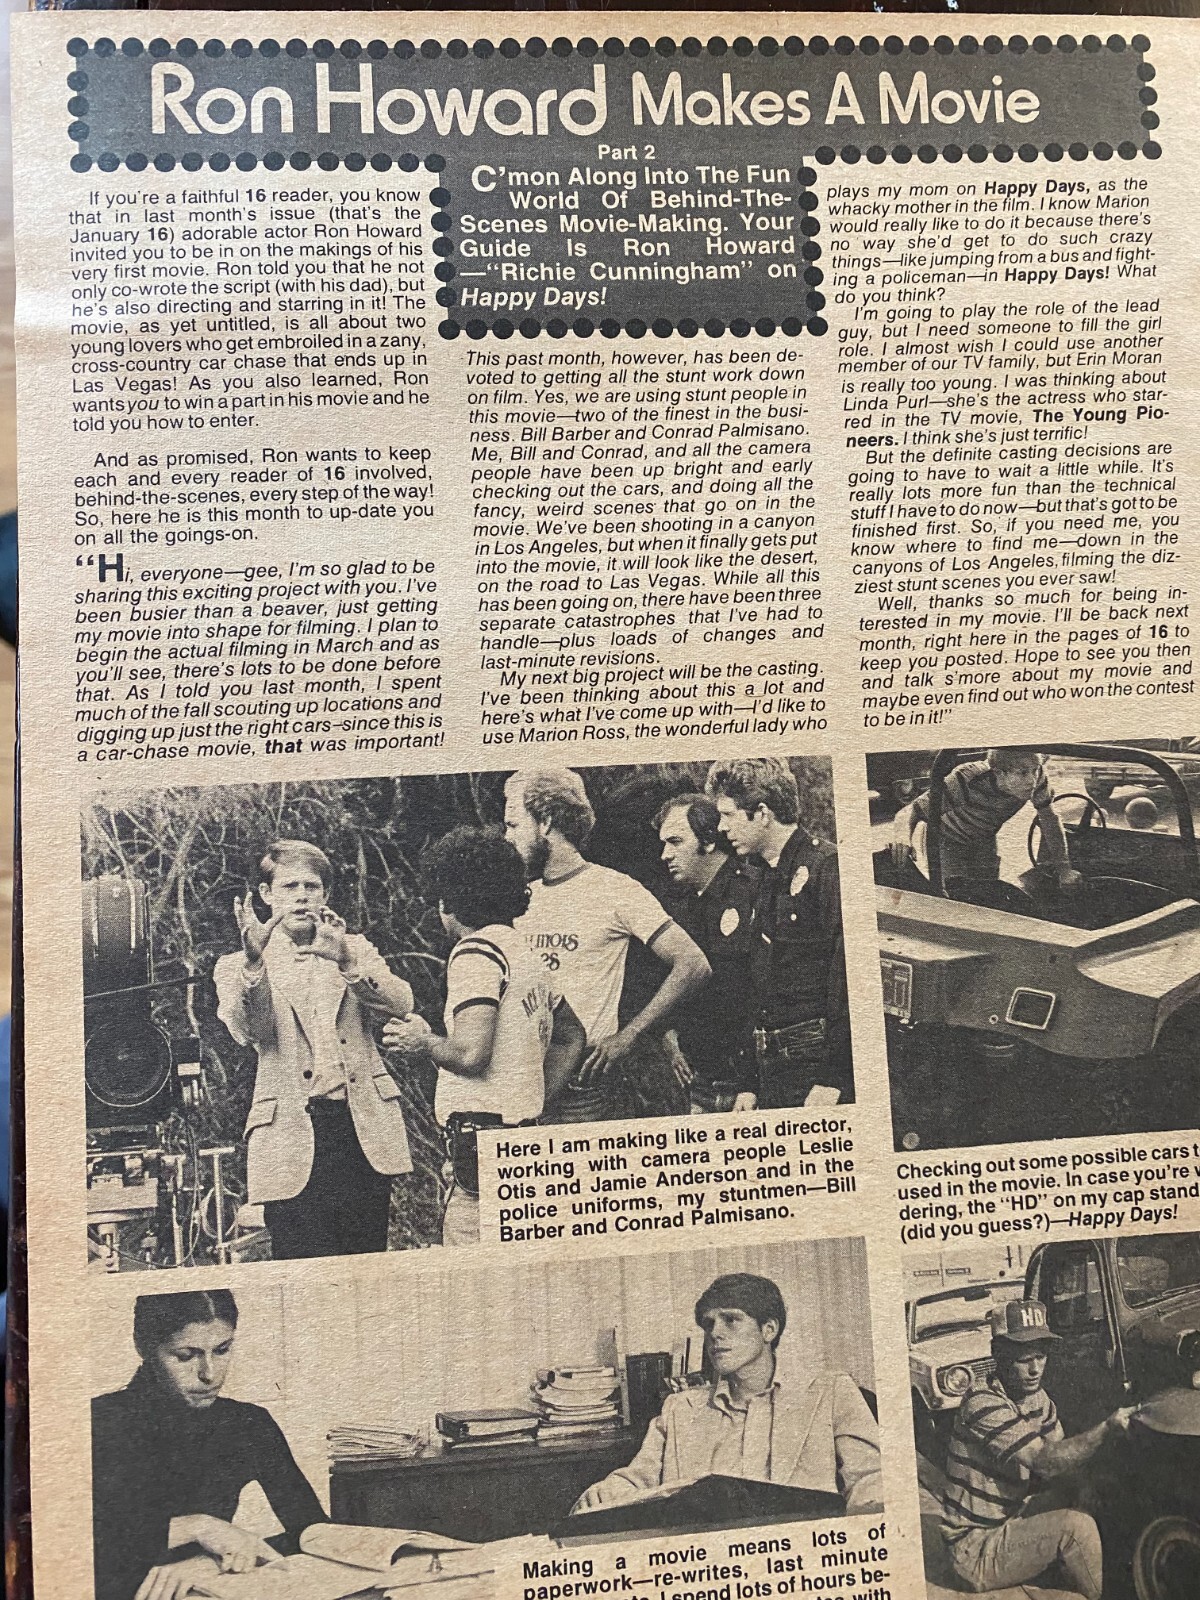 Ron Howard Makes A Movie
Part 2
C'mon Along Into The Fun
World Of Behind-The-
Scenes Movie-Making. Your
Guide Is Ron Howard
—"Richie Cunningham" on
Happy Days!
If you're a faithful 16 reader, you know
that in last month's issue (that's the
January 16) adorable actor Ron Howard
invited you to be in on the makings of his
very first movie. Ron told you that he not
only co-wrote the script (with his dad), but
he's also directing and starring in it! The
movie, as yet untitled, is all about two
young lovers who get embroiled in a zany,
cross-country car chase that ends up in
Las Vegas! As you also learned, Ron
wants you to win a part in his movie and he
told you how to enter.
And as promised, Ron wants to keep
each and every reader of 16 involved,
behind-the-scenes, every step of the way!
So, here he is this month to up-date you
on all the goings-on.
"Hi, everyone—gee, I'm so glad to be
sharing this exciting project with you. I've
been busier than a beaver, just getting
my movie into shape for filming. I plan to
begin the actual filming in March and as
you'll see, there's lots to be done before
that. As I told you last month, I spent
much of the fall scouting up locations and
digging up just the right cars—since this is
a car-chase movie, that was important!
This past month, however, has been de-
voted to getting all the stunt work down
on film. Yes, we are using stunt people in
this movie—two of the finest in the busi-
ness. Bill Barber and Conrad Palmisano.
Me, Bill and Conrad, and all the camera
people have been up bright and early
checking out the cars, and doing all the
fancy, weird scenes that go on in the
movie. We've been shooting in a canyon
in Los Angeles, but when it finally gets put
into the movie, it will look like the desert,
on the road to Las Vegas. While all this
has been going on, there have been three
separate catastrophes that I've had to
handle—plus loads of changes and
last-minute revisions.
My next big project will be the casting.
I've been thinking about this a lot and
here's what I've come up with—I'd like to
use Marion Ross, the wonderful lady who
plays my mom on Happy Days, as the
whacky mother in the film. I know Marion
would really like to do it because there's
no way she'd get to do such crazy
things—like jumping from a bus and fight-
ing a policeman—in Happy Days! What
do you think?
I'm going to play the role of the lead
guy, but I need someone to fill the girl
role. I almost wish I could use another
member of our TV family, but Erin Moran
is really too young. I was thinking about
Linda Purl—she's the actress who star-
red in the TV movie, The Young Pio-
neers. I think she's just terrific!
But the definite casting decisions are
going to have to wait a little while. It's
really lots more fun than the technical
stuff I have to do now—but that's got to be
finished first. So, if you need me, you
know where to find me—down in the
canyons of Los Angeles, filming the diz-
ziest stunt scenes you ever saw!
Well, thanks so much for being in-
terested in my movie. I'll be back next
month, right here in the pages of 16 to
keep you posted. Hope to see you then
and talk s'more about my movie and
maybe even find out who won the contest
to be in it!"
Here I am making like a real director,
working with camera people Leslie
Otis and Jamie Anderson and in the
police uniforms, my stuntmen—Bill
Barber and Conrad Palmisano.
Checking out some possible cars t
used in the movie. In case you're w
dering, the "HD" on my cap stand
(did you guess?)—Happy Days!
HD
Making a movie means lots of
paperwork—re-writes, last minute
I spend lots of hours be-
with